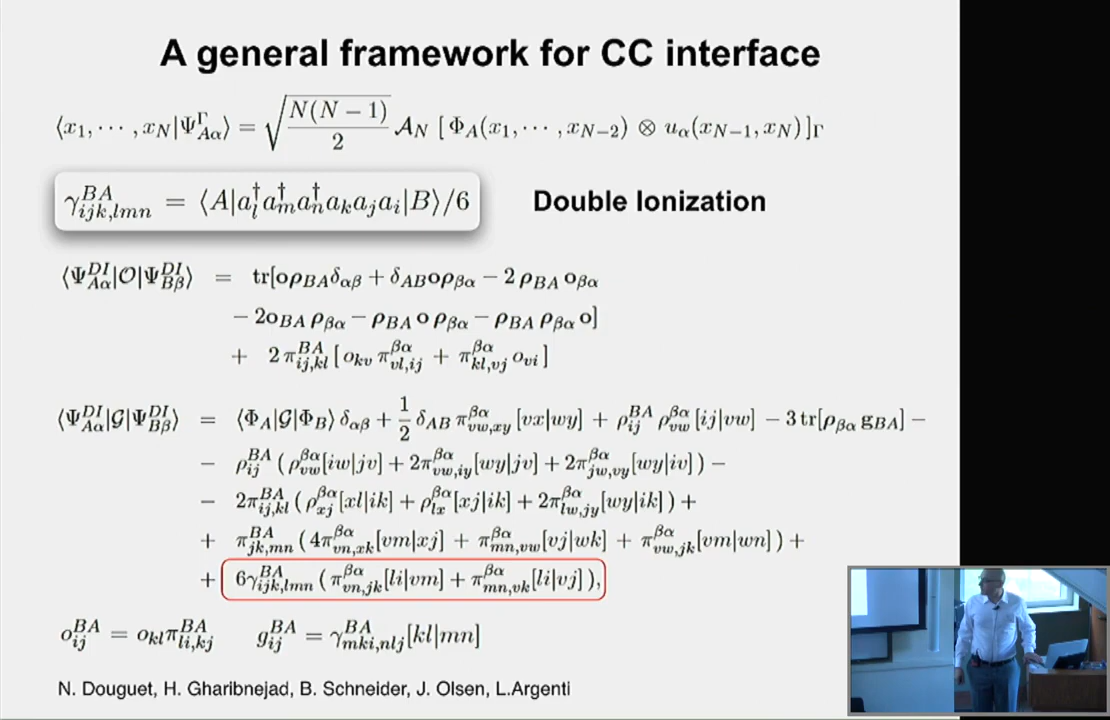 A general framework for CC interface
⟨x₁, ⋯ , x_N|Ψ^Γ_{Aα}⟩ = √(N(N − 1)/2) 𝒜_N [ Φ_A(x₁, ⋯ , x_{N−2}) ⊗ u_α(x_{N−1}, x_N) ]_Γ
γ^{BA}_{ijk,lmn} = ⟨A|a†_l a†_m a†_n a_k a_j a_i|B⟩/6 Double Ionization
⟨Ψ^{DI}_{Aα}|𝒪|Ψ^{DI}_{Bβ}⟩ = tr[oρ_{BA}δ_{αβ} + δ_{AB}oρ_{βα} − 2 ρ_{BA} o_{βα}
− 2o_{BA} ρ_{βα} − ρ_{BA} o ρ_{βα} − ρ_{BA} ρ_{βα} o]
+ 2 π^{BA}_{ij,kl} [ o_{kv} π^{βα}_{vl,ij} + π^{βα}_{kl,vj} o_{vi} ]
⟨Ψ^{DI}_{Aα}|𝒢|Ψ^{DI}_{Bβ}⟩ = ⟨Φ_A|𝒢|Φ_B⟩ δ_{αβ} + 1/2 δ_{AB} π^{βα}_{vw,xy} [vx|wy] + ρ^{BA}_{ij} ρ^{βα}_{vw} [ij|vw] − 3 tr[ρ_{βα} g_{BA}] −
− ρ^{BA}_{ij} ( ρ^{βα}_{vw}[iw|jv] + 2π^{βα}_{vw,iy}[wy|jv] + 2π^{βα}_{jw,vy}[wy|iv] ) −
− 2π^{BA}_{ij,kl} ( ρ^{βα}_{xj}[xl|ik] + ρ^{βα}_{lx}[xj|ik] + 2π^{βα}_{lw,jy}[wy|ik] ) +
+ π^{BA}_{jk,mn} ( 4π^{βα}_{vn,xk}[vm|xj] + π^{βα}_{mn,vw}[vj|wk] + π^{βα}_{vw,jk}[vm|wn] ) +
+ 6γ^{BA}_{ijk,lmn} ( π^{βα}_{vn,jk}[li|vm] + π^{βα}_{mn,vk}[li|vj] ),
o^{BA}_{ij} = o_{kl}π^{BA}_{li,kj} g^{BA}_{ij} = γ^{BA}_{mki,nlj}[kl|mn]
N. Douguet, H. Gharibnejad, B. Schneider, J. Olsen, L.Argenti